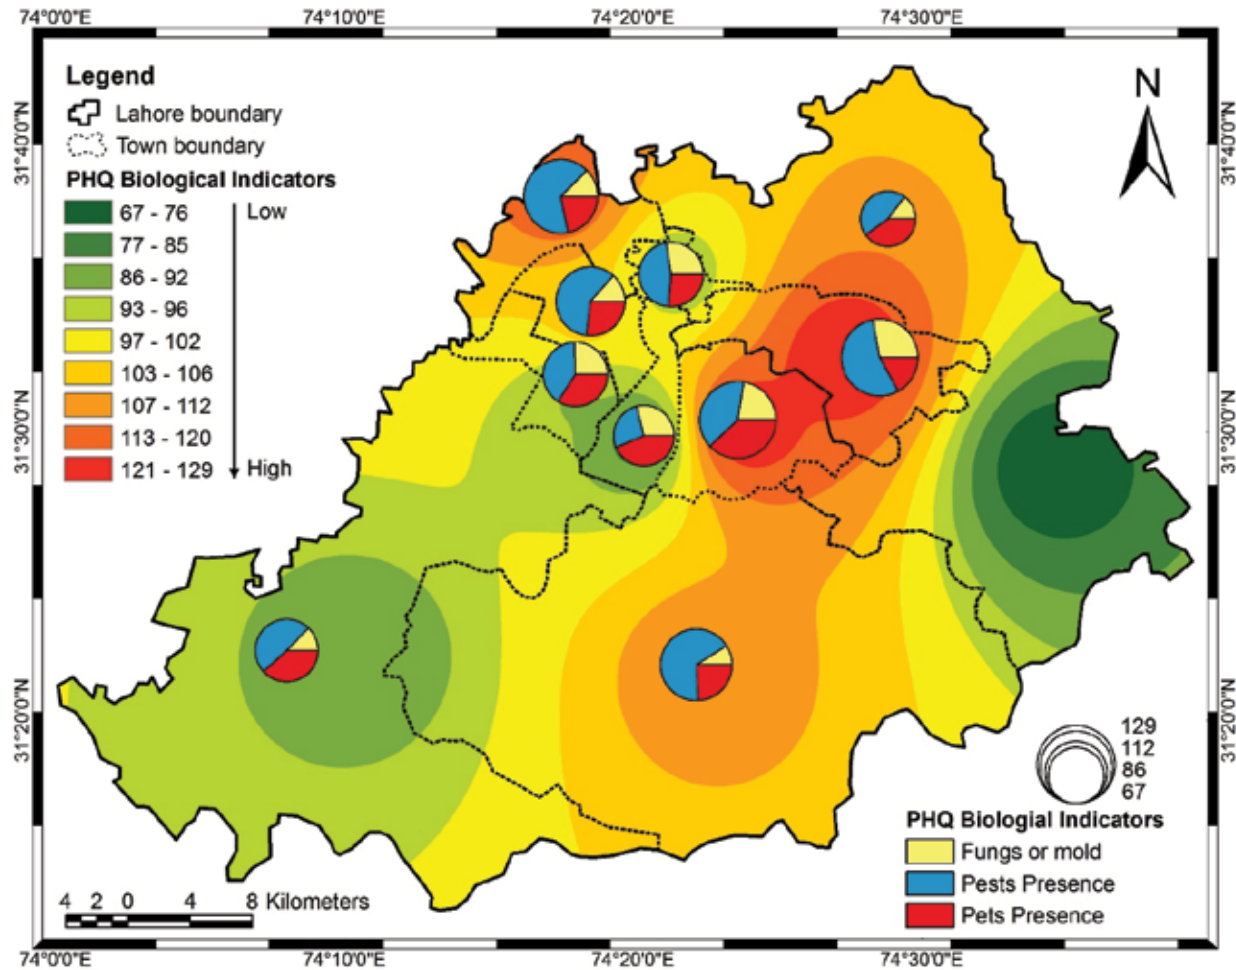 74°0'0"E 74°10'0"E 74°20'0"E 74°30'0"E
Legend
Lahore boundary
Town boundary
PHQ Biological Indicators
67 - 76
Low
77 - 85
86 - 92
93 - 96
97 - 102
103 - 106
107 - 112
113 - 120
121 - 129
High
N
31°40'0"N
31°30'0"N
31°20'0"N
31°40'0"N
31°30'0"N
31°20'0"N
129
112
86
67
PHQ Biologial Indicators
Fungs or mold
Pests Presence
Pets Presence
4 2 0 4 8 Kilometers
74°0'0"E 74°10'0"E 74°20'0"E 74°30'0"E